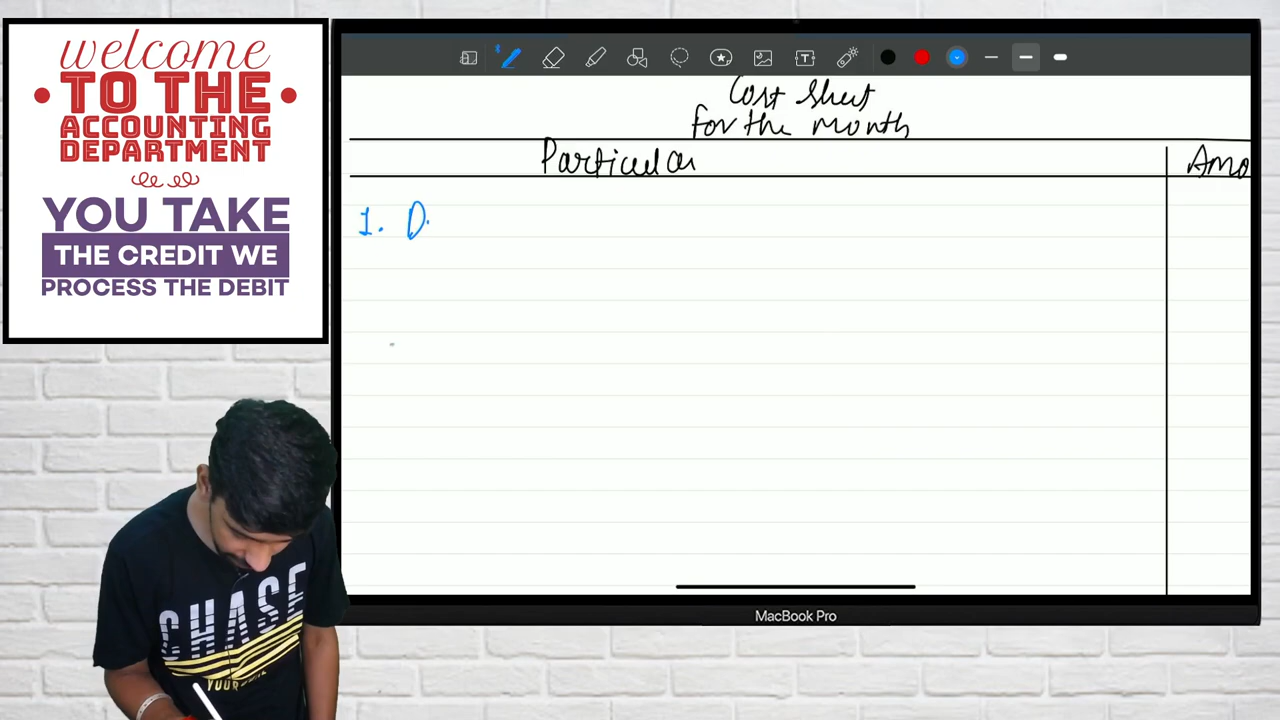 welcome
TO THE
ACCOUNTING
DEPARTMENT
YOU TAKE
THE CREDIT WE
PROCESS THE DEBIT
Cost Sheet
For the month
Particular
Amo
1. D.
CHASE
YOUR
MacBook Pro